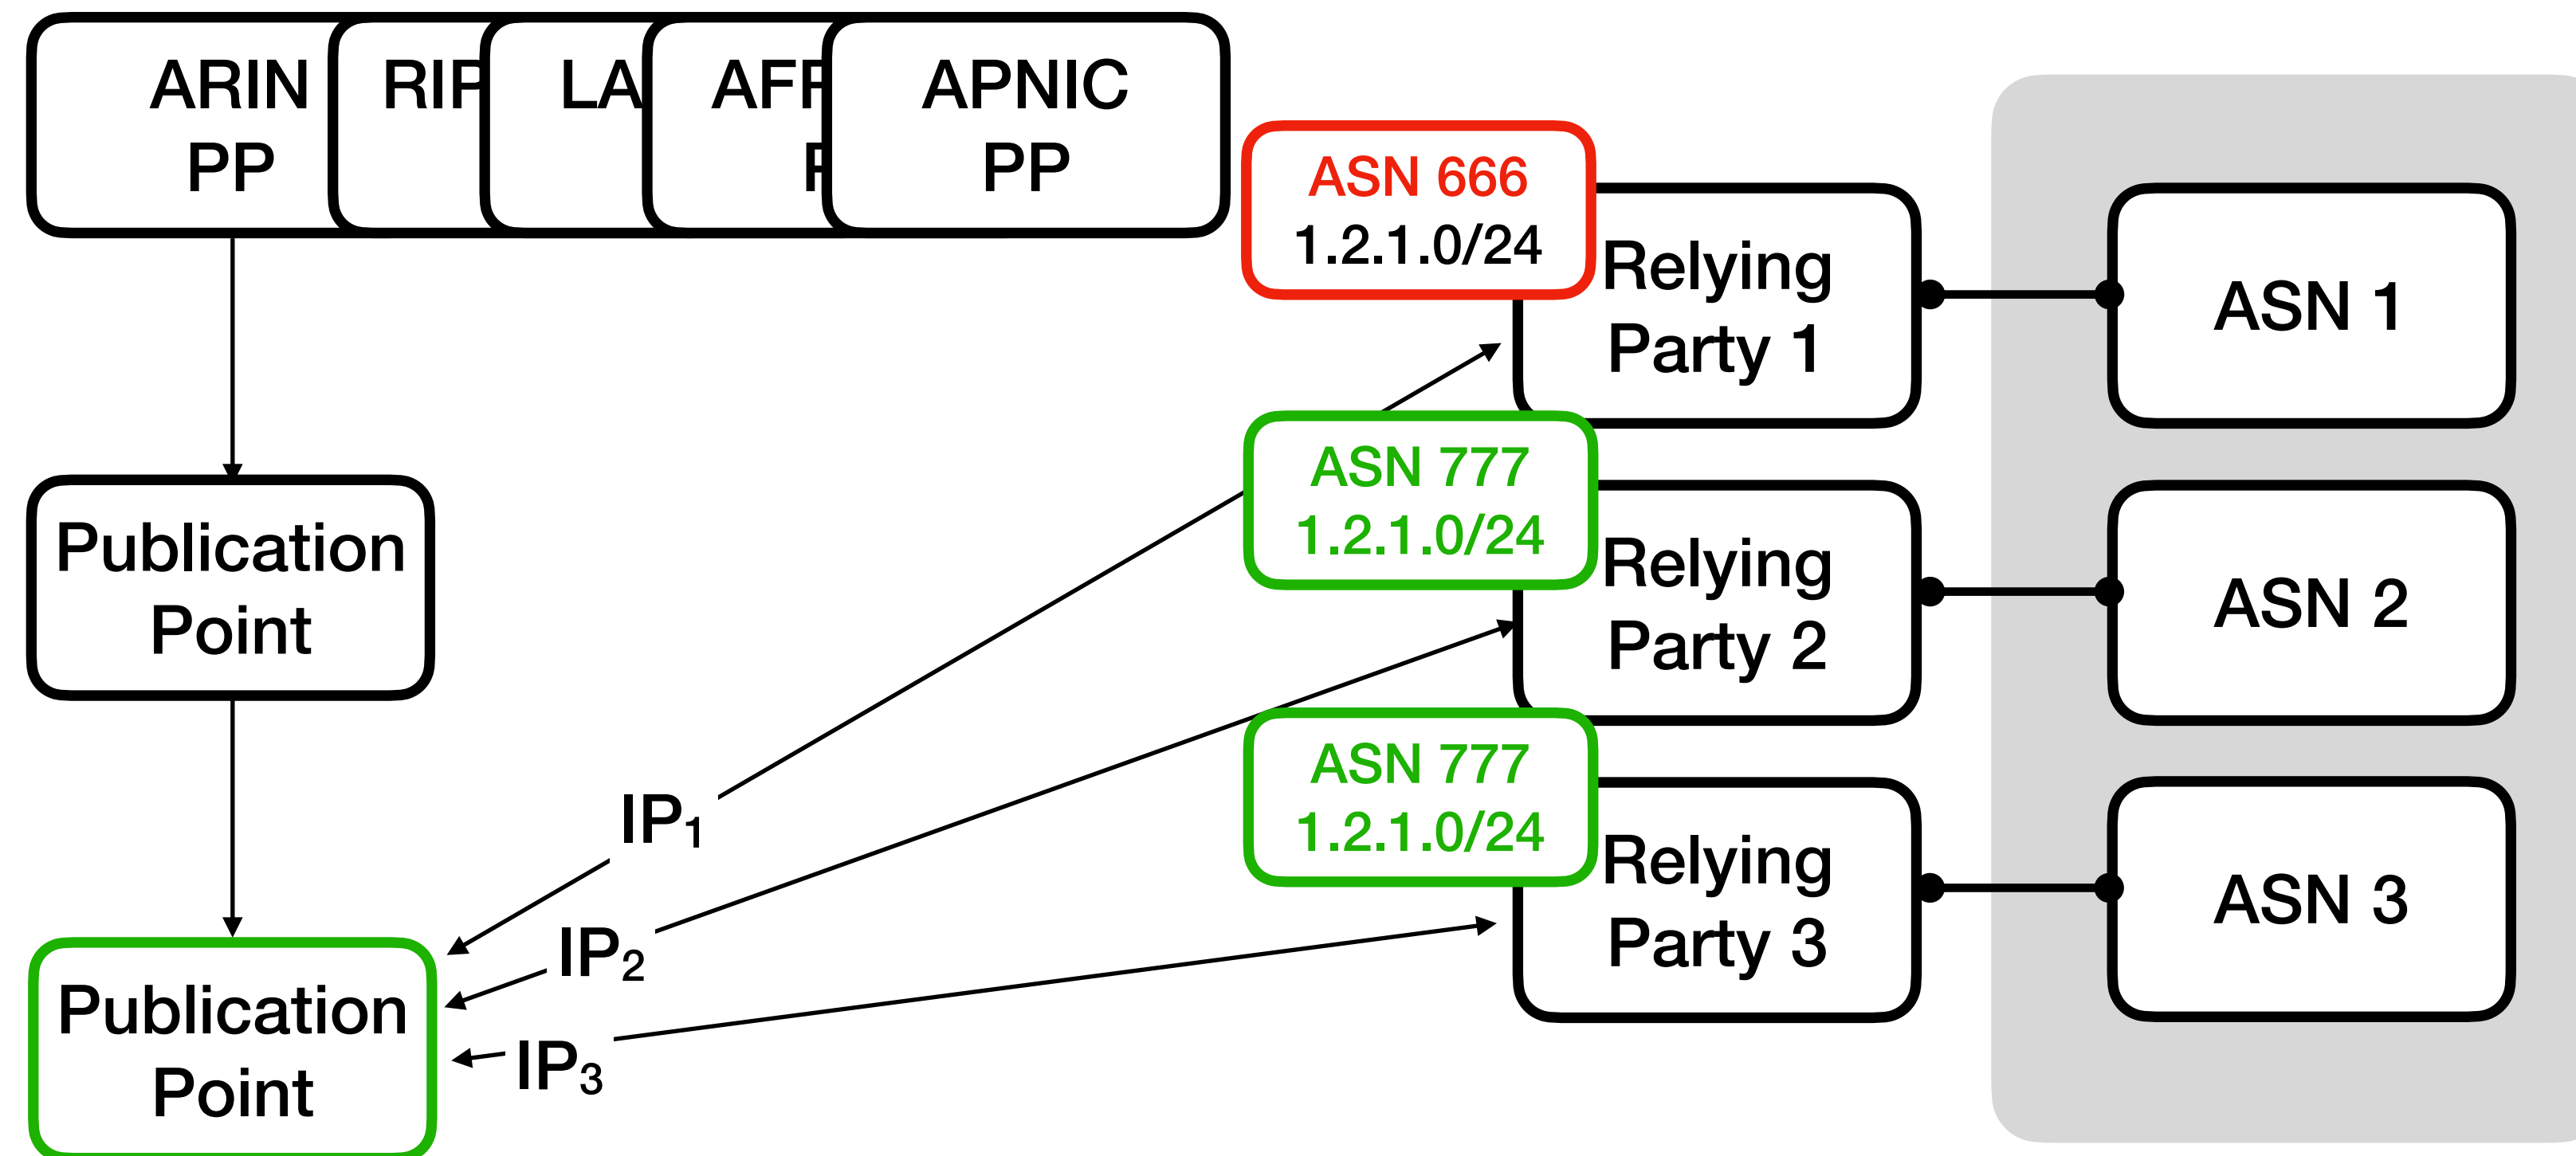 ARIN
PP
RIP
LA
AFR
P
APNIC
PP
ASN 666
1.2.1.0/24
Relying
Party 1
ASN 1
Publication
Point
ASN 777
1.2.1.0/24
Relying
Party 2
ASN 2
ASN 777
1.2.1.0/24
Relying
Party 3
ASN 3
IP₁
IP₂
IP₃
Publication
Point